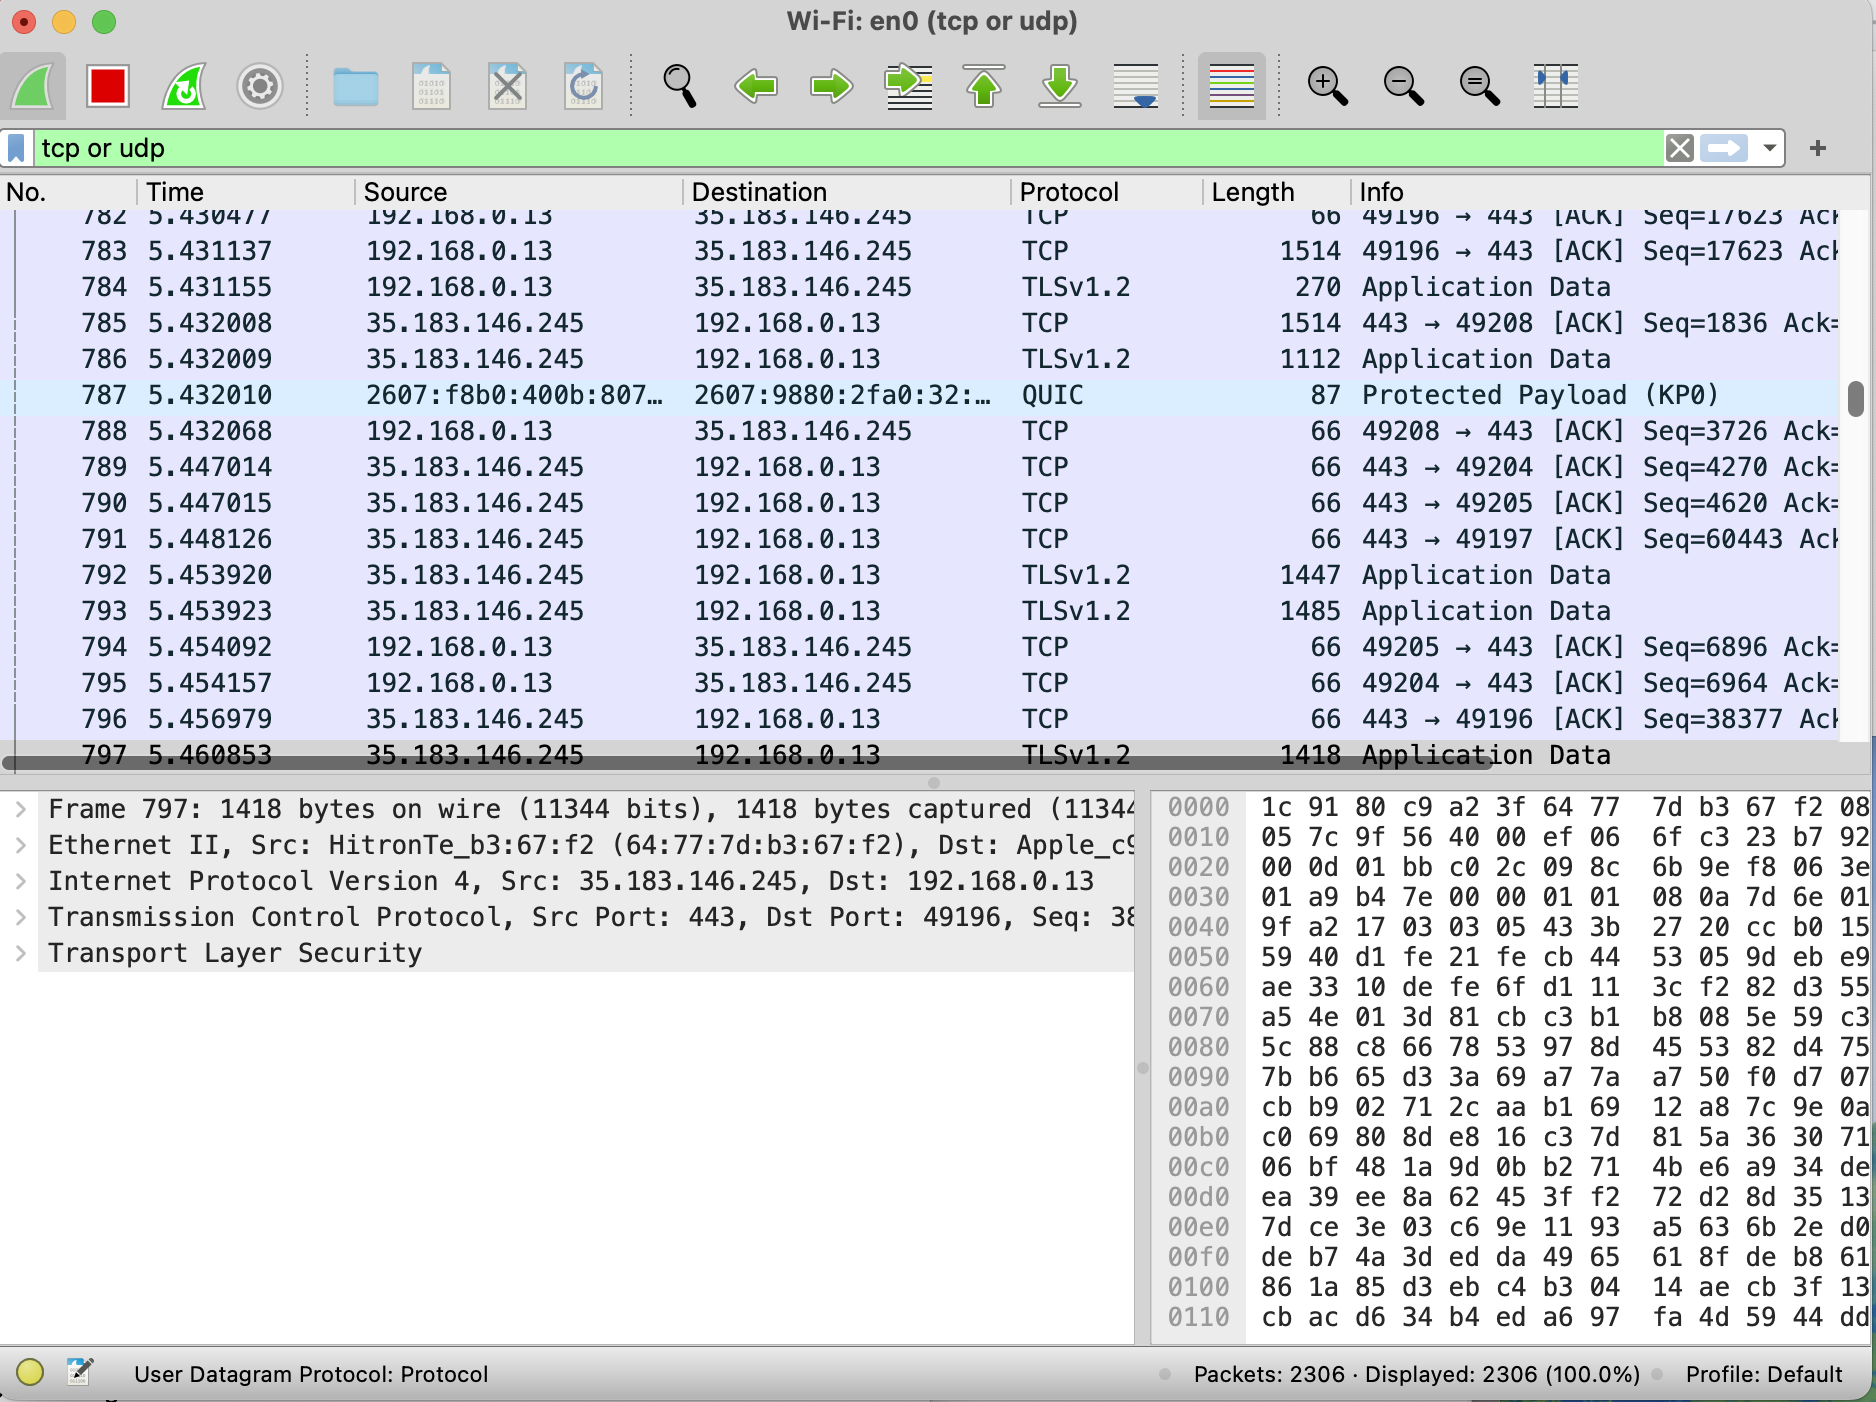 Wi-Fi: en0 (tcp or udp)
tcp or udp
No. Time Source Destination Protocol Length Info
782 5.430477 192.168.0.13 35.183.146.245 TCP 66 49196 → 443 [ACK] Seq=17623 Ack
783 5.431137 192.168.0.13 35.183.146.245 TCP 1514 49196 → 443 [ACK] Seq=17623 Ack
784 5.431155 192.168.0.13 35.183.146.245 TLSv1.2 270 Application Data
785 5.432008 35.183.146.245 192.168.0.13 TCP 1514 443 → 49208 [ACK] Seq=1836 Ack=
786 5.432009 35.183.146.245 192.168.0.13 TLSv1.2 1112 Application Data
787 5.432010 2607:f8b0:400b:807… 2607:9880:2fa0:32:… QUIC 87 Protected Payload (KP0)
788 5.432068 192.168.0.13 35.183.146.245 TCP 66 49208 → 443 [ACK] Seq=3726 Ack=
789 5.447014 35.183.146.245 192.168.0.13 TCP 66 443 → 49204 [ACK] Seq=4270 Ack=
790 5.447015 35.183.146.245 192.168.0.13 TCP 66 443 → 49205 [ACK] Seq=4620 Ack=
791 5.448126 35.183.146.245 192.168.0.13 TCP 66 443 → 49197 [ACK] Seq=60443 Ack
792 5.453920 35.183.146.245 192.168.0.13 TLSv1.2 1447 Application Data
793 5.453923 35.183.146.245 192.168.0.13 TLSv1.2 1485 Application Data
794 5.454092 192.168.0.13 35.183.146.245 TCP 66 49205 → 443 [ACK] Seq=6896 Ack=
795 5.454157 192.168.0.13 35.183.146.245 TCP 66 49204 → 443 [ACK] Seq=6964 Ack=
796 5.456979 35.183.146.245 192.168.0.13 TCP 66 443 → 49196 [ACK] Seq=38377 Ack
797 5.460853 35.183.146.245 192.168.0.13 TLSv1.2 1418 Application Data
Frame 797: 1418 bytes on wire (11344 bits), 1418 bytes captured (11344
Ethernet II, Src: HitronTe_b3:67:f2 (64:77:7d:b3:67:f2), Dst: Apple_c9
Internet Protocol Version 4, Src: 35.183.146.245, Dst: 192.168.0.13
Transmission Control Protocol, Src Port: 443, Dst Port: 49196, Seq: 38
Transport Layer Security
0000 1c 91 80 c9 a2 3f 64 77 7d b3 67 f2 08
0010 05 7c 9f 56 40 00 ef 06 6f c3 23 b7 92
0020 00 0d 01 bb c0 2c 09 8c 6b 9e f8 06 3e
0030 01 a9 b4 7e 00 00 01 01 08 0a 7d 6e 01
0040 9f a2 17 03 03 05 43 3b 27 20 cc b0 15
0050 59 40 d1 fe 21 fe cb 44 53 05 9d eb e9
0060 ae 33 10 de fe 6f d1 11 3c f2 82 d3 55
0070 a5 4e 01 3d 81 cb c3 b1 b8 08 5e 59 c3
0080 5c 88 c8 66 78 53 97 8d 45 53 82 d4 75
0090 7b b6 65 d3 3a 69 a7 7a a7 50 f0 d7 07
00a0 cb b9 02 71 2c aa b1 69 12 a8 7c 9e 0a
00b0 c0 69 80 8d e8 16 c3 7d 81 5a 36 30 71
00c0 06 bf 48 1a 9d 0b b2 71 4b e6 a9 34 de
00d0 ea 39 ee 8a 62 45 3f f2 72 d2 8d 35 13
00e0 7d ce 3e 03 c6 9e 11 93 a5 63 6b 2e d0
00f0 de b7 4a 3d ed da 49 65 61 8f de b8 61
0100 86 1a 85 d3 eb c4 b3 04 14 ae cb 3f 13
0110 cb ac d6 34 b4 ed a6 97 fa 4d 59 44 dd
User Datagram Protocol: Protocol
Packets: 2306 · Displayed: 2306 (100.0%)
Profile: Default